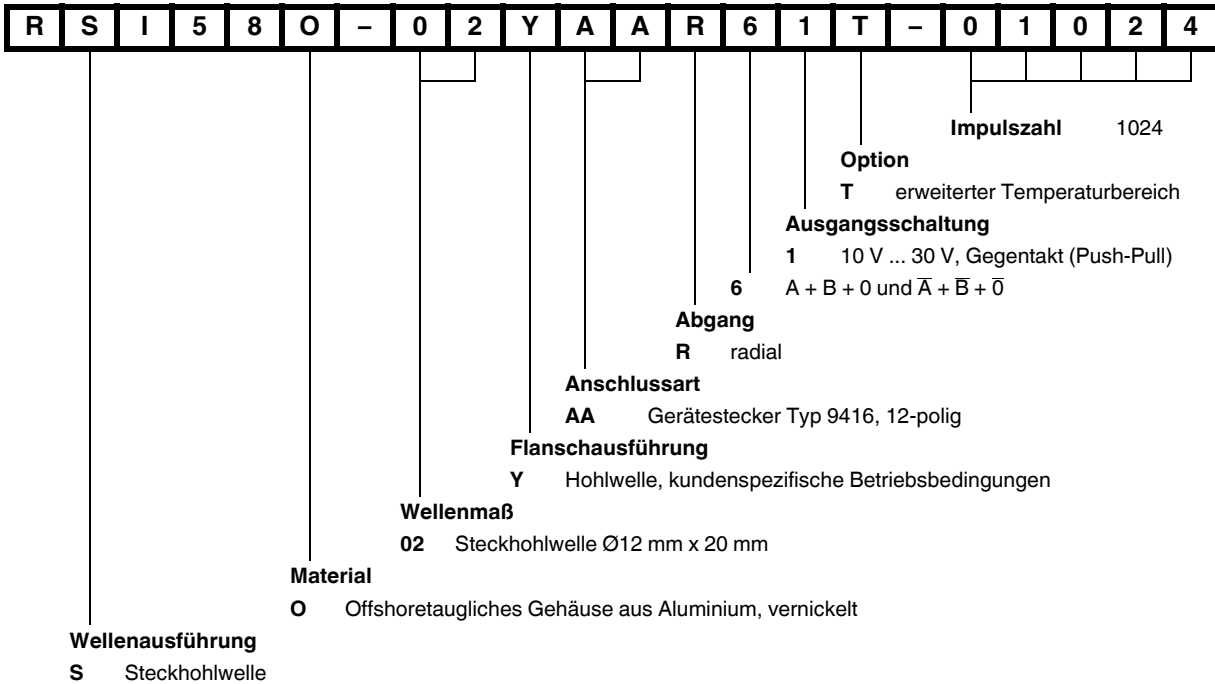 R S I 5 8 O – 0 2 Y A A R 6 1 T – 0 1 0 2 4
Impulszahl 1024
Option
T erweiterter Temperaturbereich
Ausgangsschaltung
1 10 V ... 30 V, Gegentakt (Push-Pull)
6 A + B + 0 und A̅ + B̅ + 0̅
Abgang
R radial
Anschlussart
AA Gerätestecker Typ 9416, 12-polig
Flanschausführung
Y Hohlwelle, kundenspezifische Betriebsbedingungen
Wellenmaß
02 Steckhohlwelle Ø12 mm x 20 mm
Material
O Offshoretaugliches Gehäuse aus Aluminium, vernickelt
Wellenausführung
S Steckhohlwelle